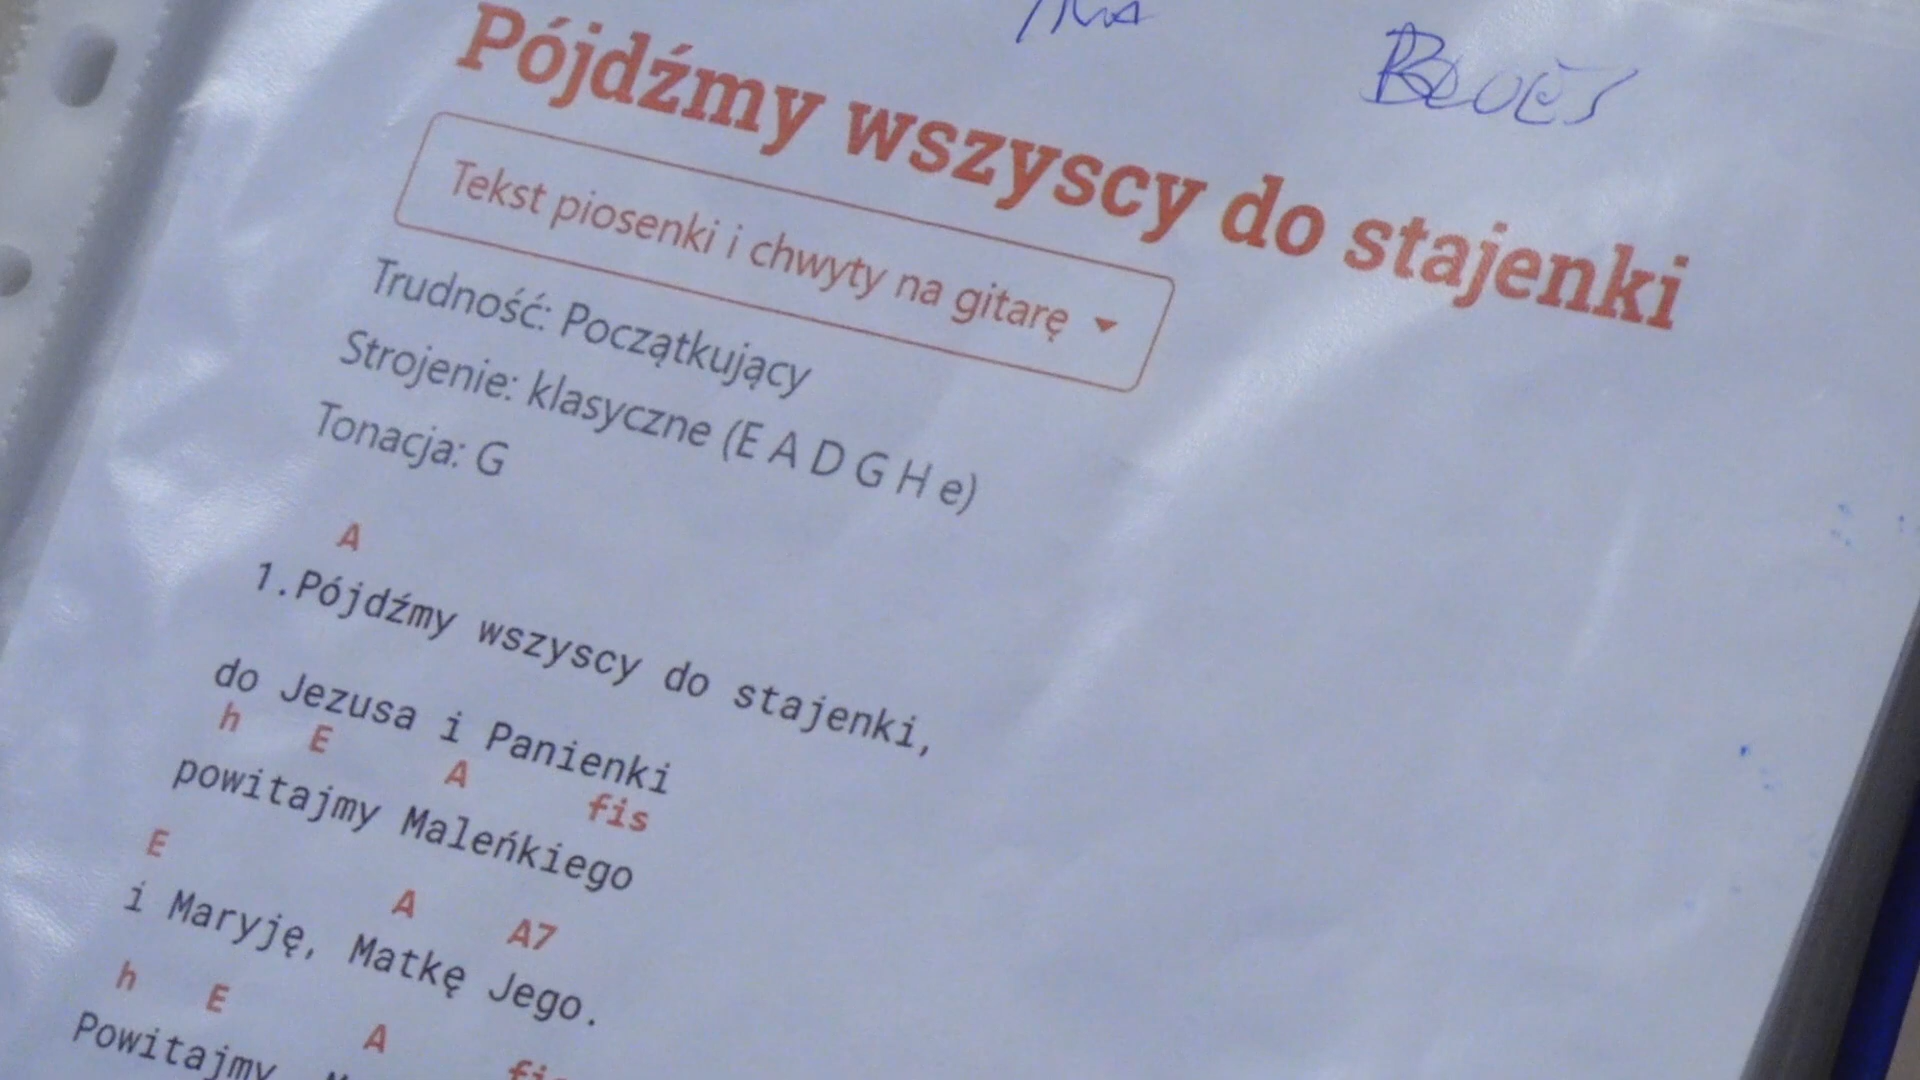 Pójdźmy wszyscy do stajenki
Tekst piosenki i chwyty na gitarę
Trudność: Początkujący
Strojenie: klasyczne (E A D G H e)
Tonacja: G
A
1.Pójdźmy wszyscy do stajenki,
do Jezusa i Panienki
h E A fis
powitajmy Maleńkiego
E A A7
i Maryję, Matkę Jego.
h E A
Powitajmy